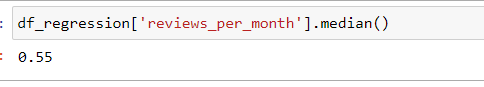 : df_regression['reviews_per_month'].median()
: 0.55